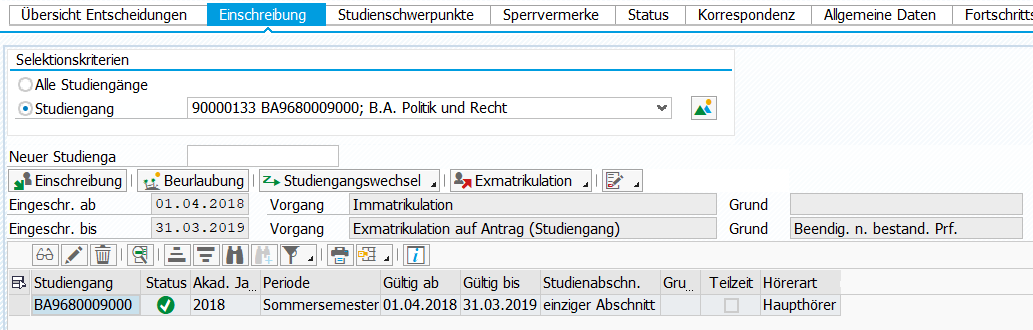 Übersicht Entscheidungen Einschreibung Studienschwerpunkte Sperrvermerke Status Korrespondenz Allgemeine Daten Fortschritts
Selektionskriterien
Alle Studiengänge
Studiengang 90000133 BA9680009000; B.A. Politik und Recht
Neuer Studienga
Einschreibung Beurlaubung Studiengangswechsel Exmatrikulation
Eingeschr. ab 01.04.2018 Vorgang Immatrikulation Grund
Eingeschr. bis 31.03.2019 Vorgang Exmatrikulation auf Antrag (Studiengang) Grund Beendig. n. bestand. Prf.
Studiengang Status Akad. Ja... Periode Gültig ab Gültig bis Studienabschn. Gru... Teilzeit Hörerart
BA9680009000 2018 Sommersemester 01.04.2018 31.03.2019 einziger Abschnitt Haupthörer